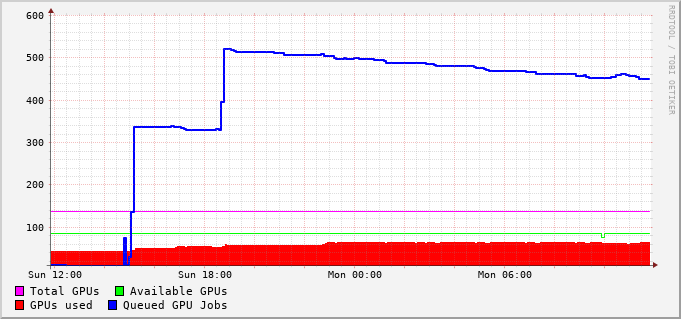 600
500
400
300
200
100
Sun 12:00 Sun 18:00 Mon 00:00 Mon 06:00
Total GPUs Available GPUs
GPUs used Queued GPU Jobs
RRDTOOL / TOBI OETIKER